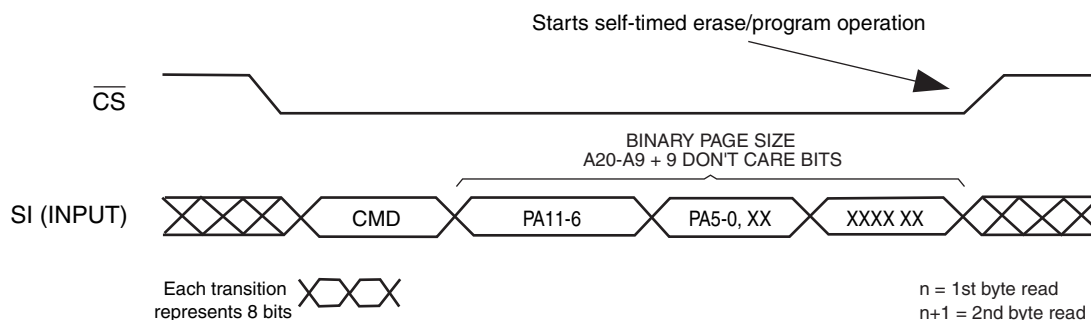 Starts self-timed erase/program operation
CS
BINARY PAGE SIZE
A20-A9 + 9 DON'T CARE BITS
SI (INPUT)
CMD
PA11-6
PA5-0, XX
XXXX XX
Each transition
represents 8 bits
n = 1st byte read
n+1 = 2nd byte read